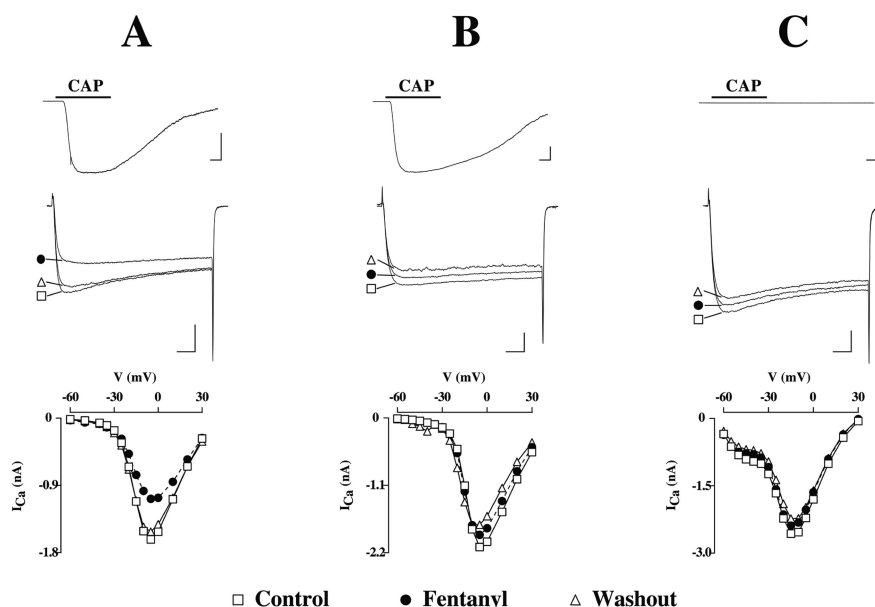 A B C
CAP CAP CAP
V (mV) V (mV) V (mV)
-60 -30 0 30 -60 -30 0 30 -60 -30 0 30
0 0 0
-0.9 -1.1 -1.5
-1.8 -2.2 -3.0
ICa (nA) ICa (nA) ICa (nA)
Control Fentanyl Washout